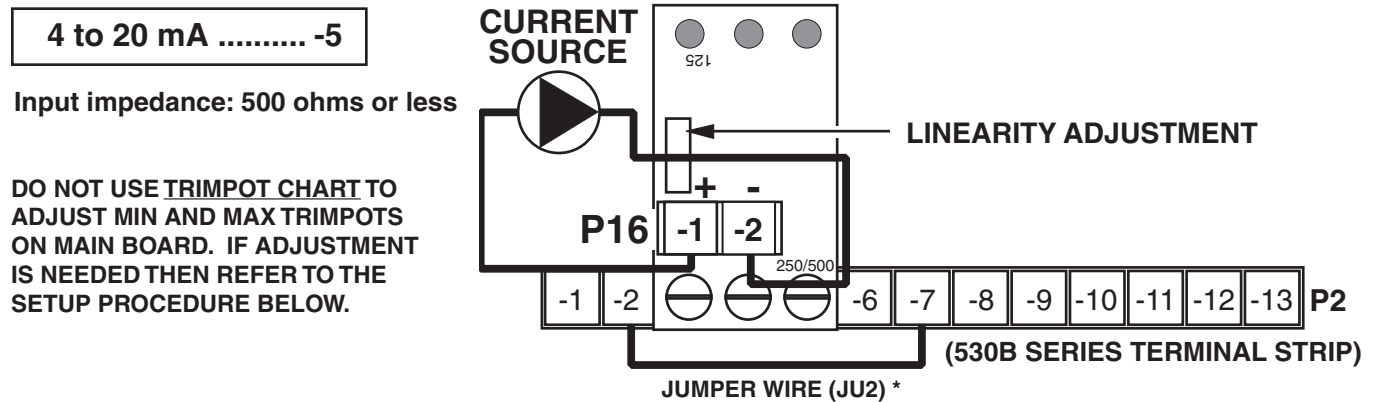 4 to 20 mA .......... -5
Input impedance: 500 ohms or less
DO NOT USE TRIMPOT CHART TO
ADJUST MIN AND MAX TRIMPOTS
ON MAIN BOARD. IF ADJUSTMENT
IS NEEDED THEN REFER TO THE
SETUP PROCEDURE BELOW.
CURRENT
SOURCE
125
LINEARITY ADJUSTMENT
+ -
P16 -1 -2
250/500
-1 -2 -6 -7 -8 -9 -10 -11 -12 -13 P2
(530B SERIES TERMINAL STRIP)
JUMPER WIRE (JU2) *